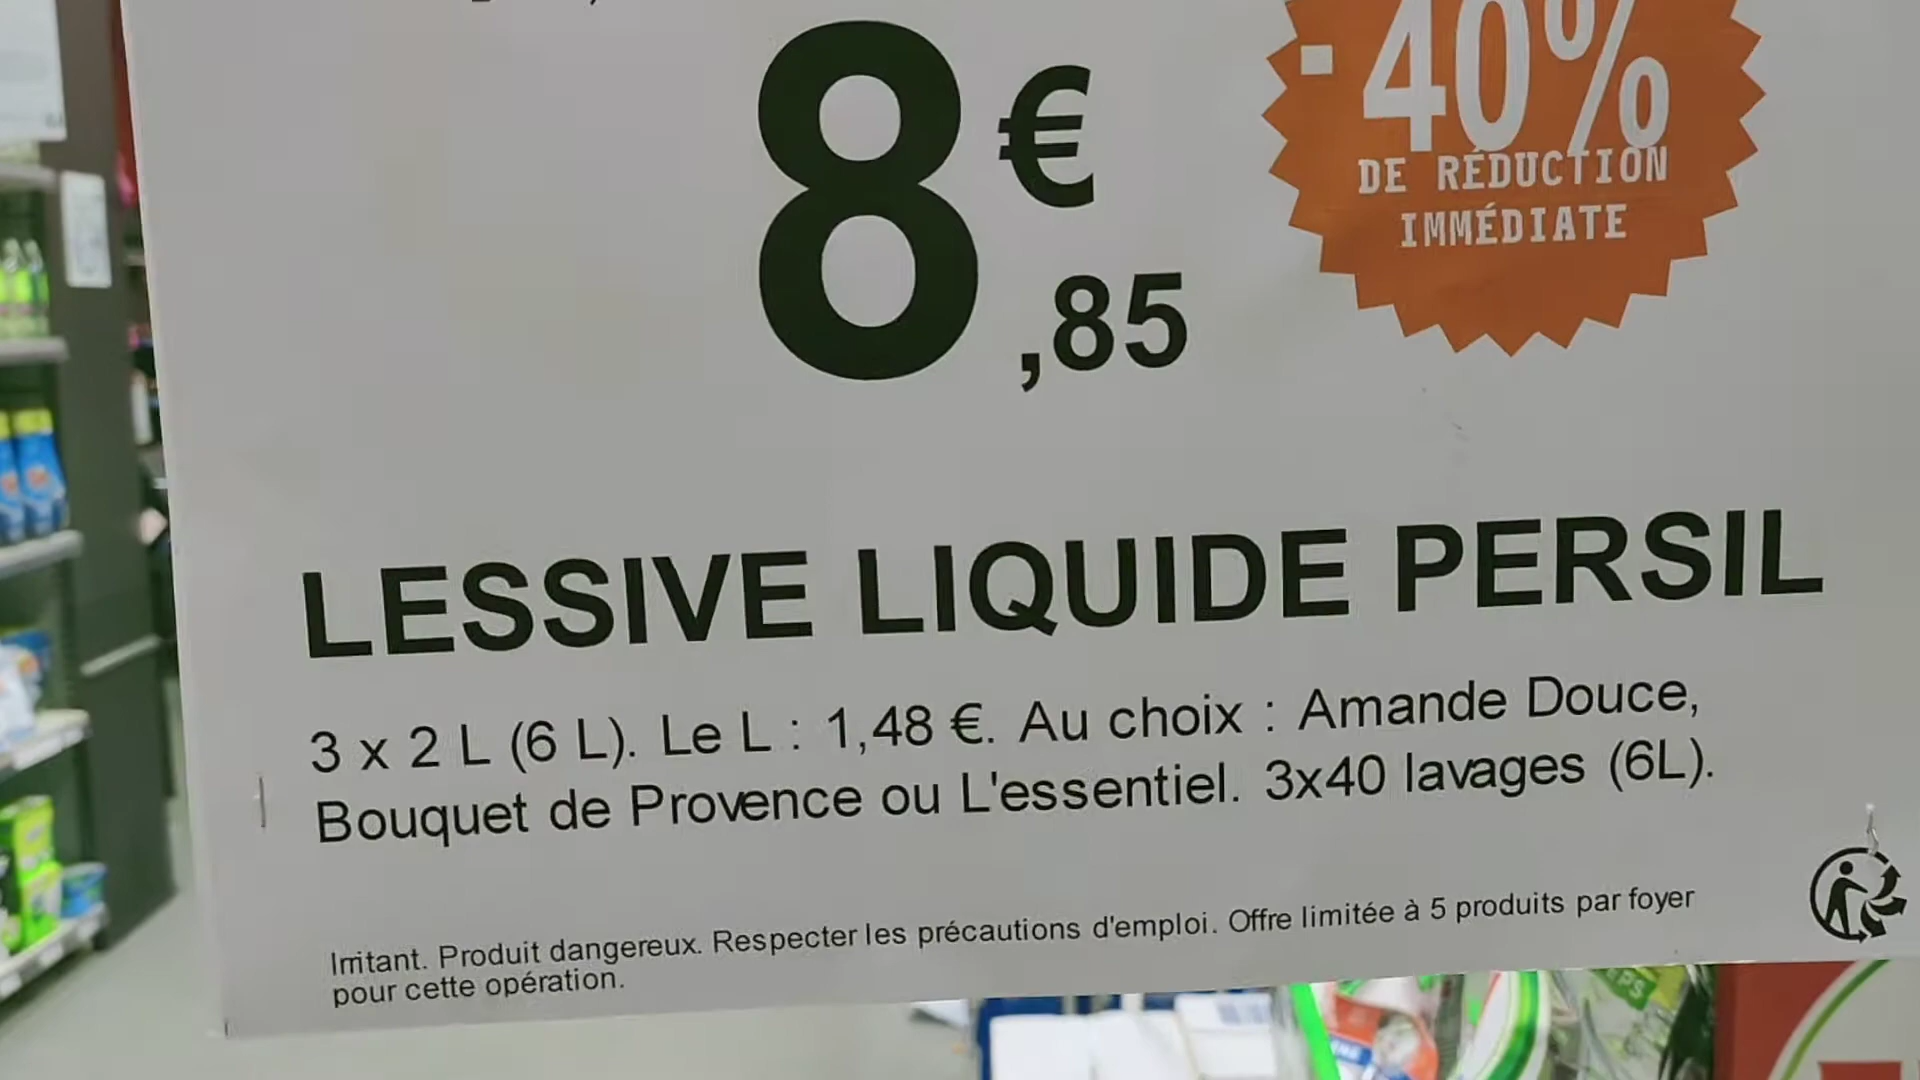 8€,85
-40%
DE RÉDUCTION
IMMÉDIATE
LESSIVE LIQUIDE PERSIL
3 x 2 L (6 L). Le L : 1,48 €. Au choix : Amande Douce,
Bouquet de Provence ou L'essentiel. 3x40 lavages (6L).
Irritant. Produit dangereux. Respecter les précautions d'emploi. Offre limitée à 5 produits par foyer
pour cette opération.